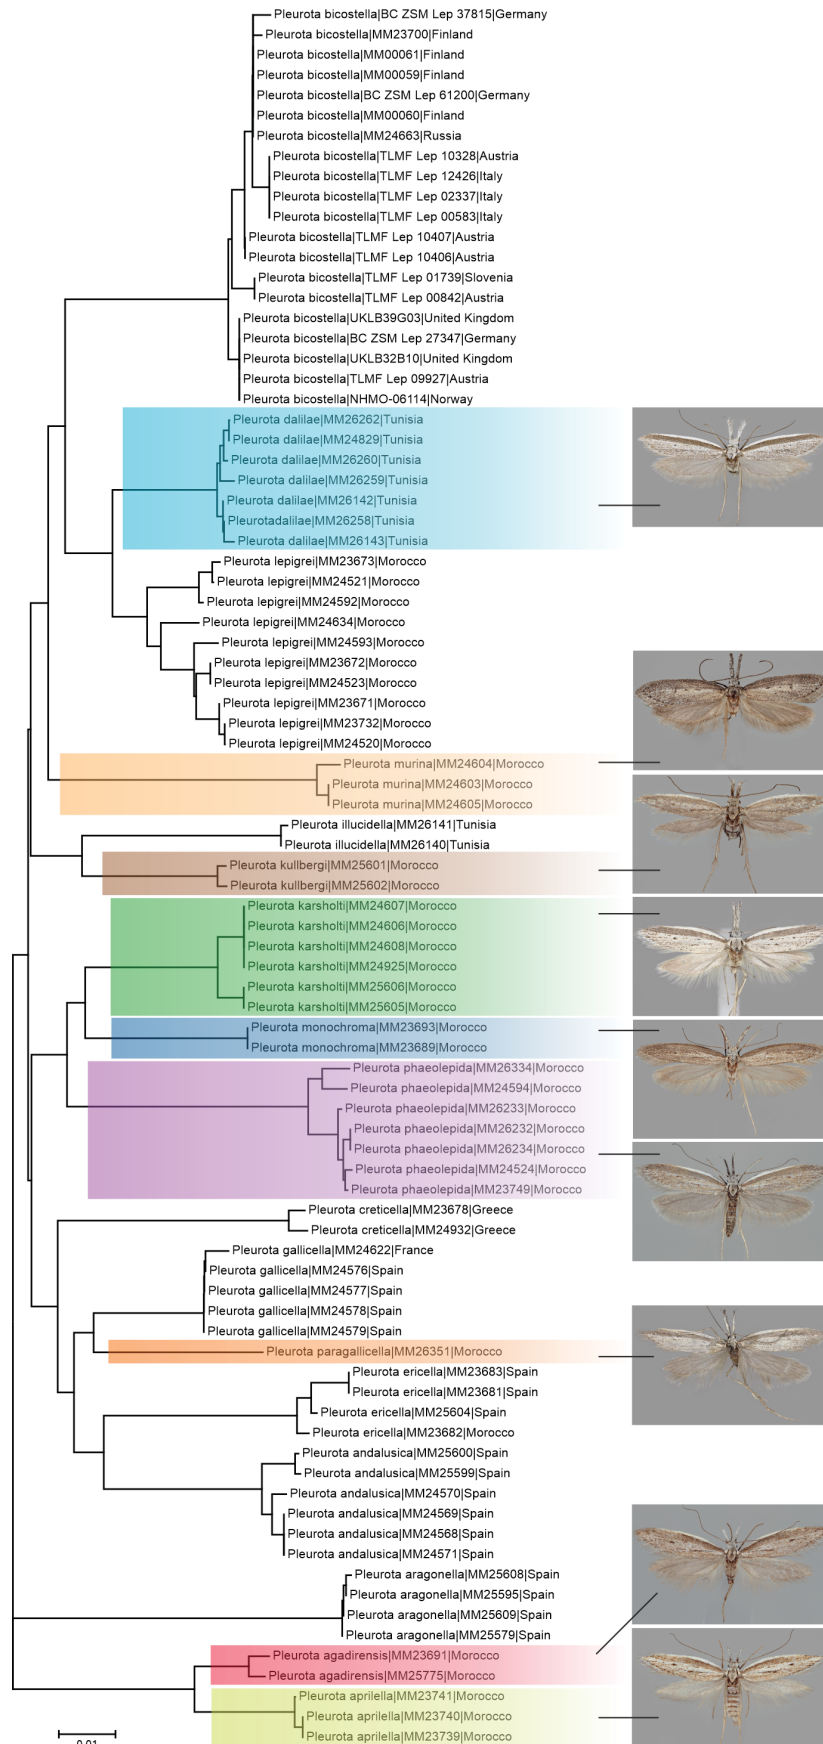 Pleurota bicostella|BC ZSM Lep 37815|Germany
Pleurota bicostella|MM23700|Finland
Pleurota bicostella|MM00061|Finland
Pleurota bicostella|MM00059|Finland
Pleurota bicostella|BC ZSM Lep 61200|Germany
Pleurota bicostella|MM00060|Finland
Pleurota bicostella|MM24663|Russia
Pleurota bicostella|TLMF Lep 10328|Austria
Pleurota bicostella|TLMF Lep 12426|Italy
Pleurota bicostella|TLMF Lep 02337|Italy
Pleurota bicostella|TLMF Lep 00583|Italy
Pleurota bicostella|TLMF Lep 10407|Austria
Pleurota bicostella|TLMF Lep 10406|Austria
Pleurota bicostella|TLMF Lep 01739|Slovenia
Pleurota bicostella|TLMF Lep 00842|Austria
Pleurota bicostella|UKLB39G03|United Kingdom
Pleurota bicostella|BC ZSM Lep 27347|Germany
Pleurota bicostella|UKLB32B10|United Kingdom
Pleurota bicostella|TLMF Lep 09927|Austria
Pleurota bicostella|NHMO-06114|Norway
Pleurota dalilae|MM26262|Tunisia
Pleurota dalilae|MM24829|Tunisia
Pleurota dalilae|MM26260|Tunisia
Pleurota dalilae|MM26259|Tunisia
Pleurota dalilae|MM26142|Tunisia
Pleurotadalilae|MM26258|Tunisia
Pleurota dalilae|MM26143|Tunisia
Pleurota lepigrei|MM23673|Morocco
Pleurota lepigrei|MM24521|Morocco
Pleurota lepigrei|MM24592|Morocco
Pleurota lepigrei|MM24634|Morocco
Pleurota lepigrei|MM24593|Morocco
Pleurota lepigrei|MM23672|Morocco
Pleurota lepigrei|MM24523|Morocco
Pleurota lepigrei|MM23671|Morocco
Pleurota lepigrei|MM23732|Morocco
Pleurota lepigrei|MM24520|Morocco
Pleurota murina|MM24604|Morocco
Pleurota murina|MM24603|Morocco
Pleurota murina|MM24605|Morocco
Pleurota illucidella|MM26141|Tunisia
Pleurota illucidella|MM26140|Tunisia
Pleurota kullbergi|MM25601|Morocco
Pleurota kullbergi|MM25602|Morocco
Pleurota karsholti|MM24607|Morocco
Pleurota karsholti|MM24606|Morocco
Pleurota karsholti|MM24608|Morocco
Pleurota karsholti|MM24925|Morocco
Pleurota karsholti|MM25606|Morocco
Pleurota karsholti|MM25605|Morocco
Pleurota monochroma|MM23693|Morocco
Pleurota monochroma|MM23689|Morocco
Pleurota phaeolepida|MM26334|Morocco
Pleurota phaeolepida|MM24594|Morocco
Pleurota phaeolepida|MM26233|Morocco
Pleurota phaeolepida|MM26232|Morocco
Pleurota phaeolepida|MM26234|Morocco
Pleurota phaeolepida|MM24524|Morocco
Pleurota phaeolepida|MM23749|Morocco
Pleurota creticella|MM23678|Greece
Pleurota creticella|MM24932|Greece
Pleurota gallicella|MM24622|France
Pleurota gallicella|MM24576|Spain
Pleurota gallicella|MM24577|Spain
Pleurota gallicella|MM24578|Spain
Pleurota gallicella|MM24579|Spain
Pleurota paragallicella|MM26351|Morocco
Pleurota ericella|MM23683|Spain
Pleurota ericella|MM23681|Spain
Pleurota ericella|MM25604|Spain
Pleurota ericella|MM23682|Morocco
Pleurota andalusica|MM25600|Spain
Pleurota andalusica|MM25599|Spain
Pleurota andalusica|MM24570|Spain
Pleurota andalusica|MM24569|Spain
Pleurota andalusica|MM24568|Spain
Pleurota andalusica|MM24571|Spain
Pleurota aragonella|MM25608|Spain
Pleurota aragonella|MM25595|Spain
Pleurota aragonella|MM25609|Spain
Pleurota aragonella|MM25579|Spain
Pleurota agadirensis|MM23691|Morocco
Pleurota agadirensis|MM25775|Morocco
Pleurota aprilella|MM23741|Morocco
Pleurota aprilella|MM23740|Morocco
Pleurota aprilella|MM23739|Morocco
0.01